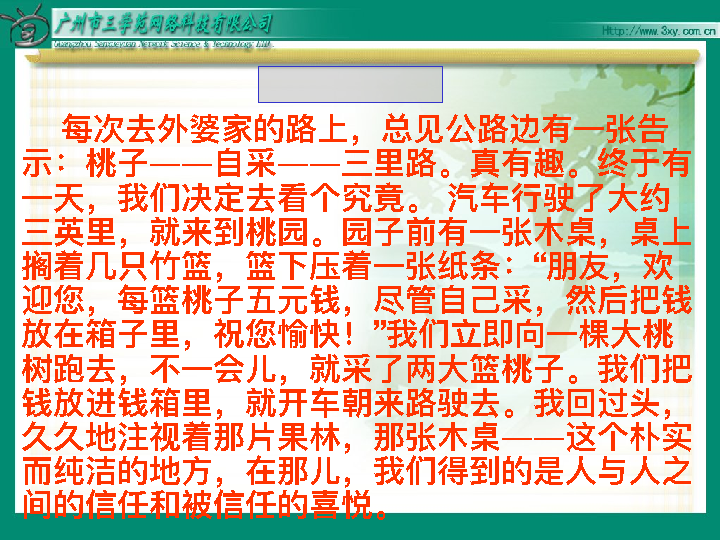 广州市三学苑网络科技有限公司
Guangzhou Sanxueyuan Network Science & Technology Ltd.
Http://www.3xy.com.cn
每次去外婆家的路上，总见公路边有一张告
示：桃子——自采——三里路。真有趣。终于有
一天，我们决定去看个究竟。 汽车行驶了大约
三英里，就来到桃园。园子前有一张木桌，桌上
搁着几只竹篮，篮下压着一张纸条：“朋友，欢
迎您，每篮桃子五元钱，尽管自己采，然后把钱
放在箱子里，祝您愉快！”我们立即向一棵大桃
树跑去，不一会儿，就采了两大篮桃子。我们把
钱放进钱箱里，就开车朝来路驶去。我回过头，
久久地注视着那片果林，那张木桌——这个朴实
而纯洁的地方，在那儿，我们得到的是人与人之
间的信任和被信任的喜悦。